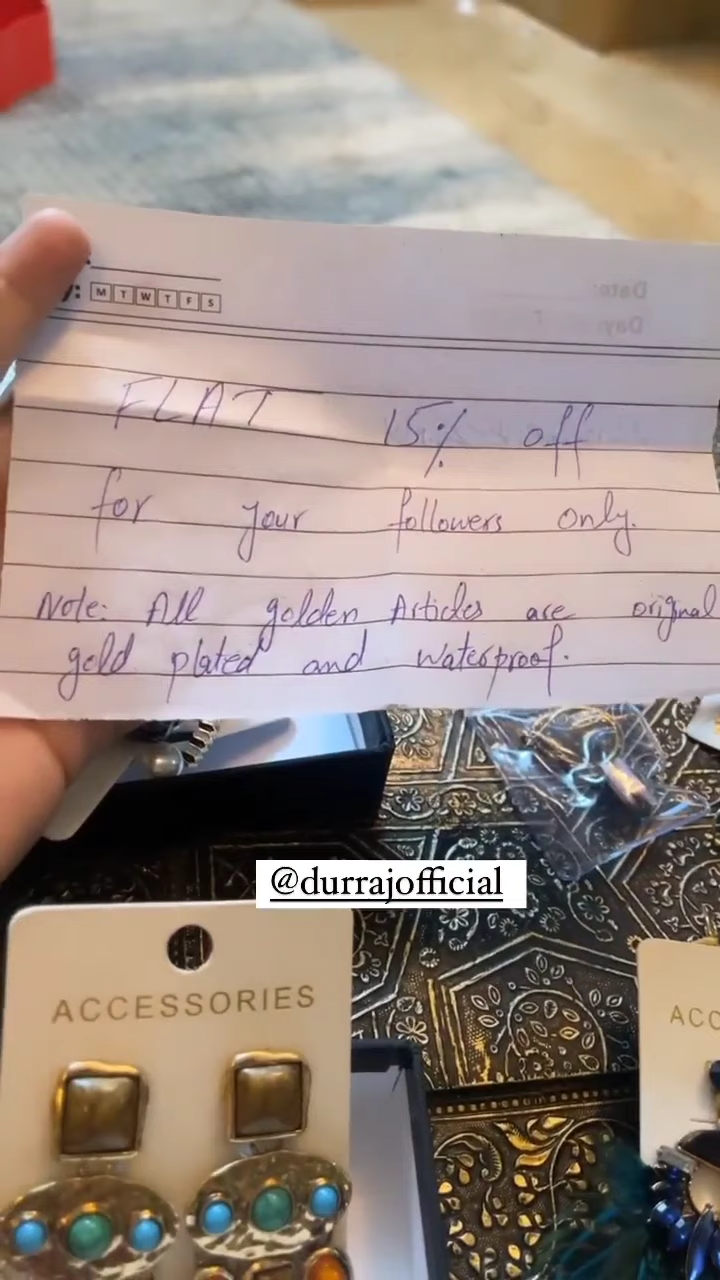 M T W T F S
Date:
Day:
FLAT 15% off
for your followers only.
Note: All golden Articles are original
gold plated and waterproof.
@durrajofficial
ACCESSORIES
ACC